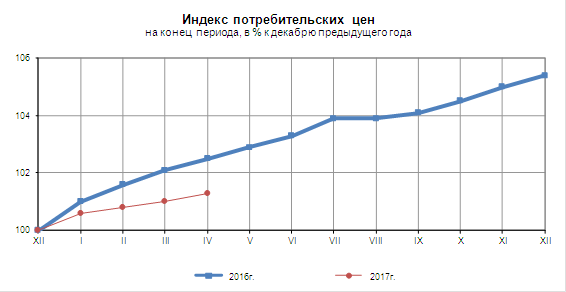 Индекс потребительских цен
на конец периода, в % к декабрю предыдущего года
106
104
102
100
XII I II III IV V VI VII VIII IX X XI XII
2016г. 2017г.